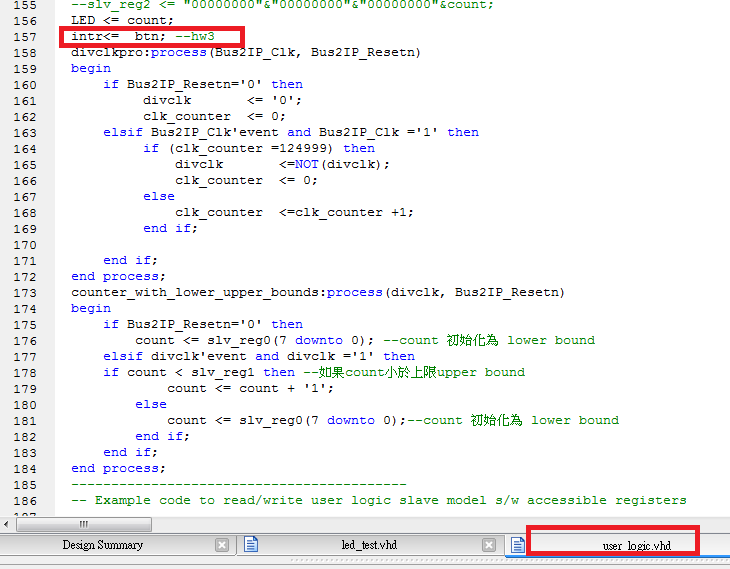 155 --slv_reg2 <= "00000000"&"00000000"&"00000000"&count;
156 LED <= count;
157 intr<= btn; --hw3
158 divclkpro:process(Bus2IP_Clk, Bus2IP_Resetn)
159 begin
160 if Bus2IP_Resetn='0' then
161 divclk <= '0';
162 clk_counter <= 0;
163 elsif Bus2IP_Clk'event and Bus2IP_Clk ='1' then
164 if (clk_counter =124999) then
165 divclk <=NOT(divclk);
166 clk_counter <= 0;
167 else
168 clk_counter <=clk_counter +1;
169 end if;
170
171 end if;
172 end process;
173 counter_with_lower_upper_bounds:process(divclk, Bus2IP_Resetn)
174 begin
175 if Bus2IP_Resetn='0' then
176 count <= slv_reg0(7 downto 0); --count 初始化為 lower bound
177 elsif divclk'event and divclk ='1' then
178 if count < slv_reg1 then --如果count小於上限upper bound
179 count <= count + '1';
180 else
181 count <= slv_reg0(7 downto 0);--count 初始化為 lower bound
182 end if;
183 end if;
184 end process;
185 ------------------------------------------
186 -- Example code to read/write user logic slave model s/w accessible registers
Design Summary led_test.vhd user_logic.vhd